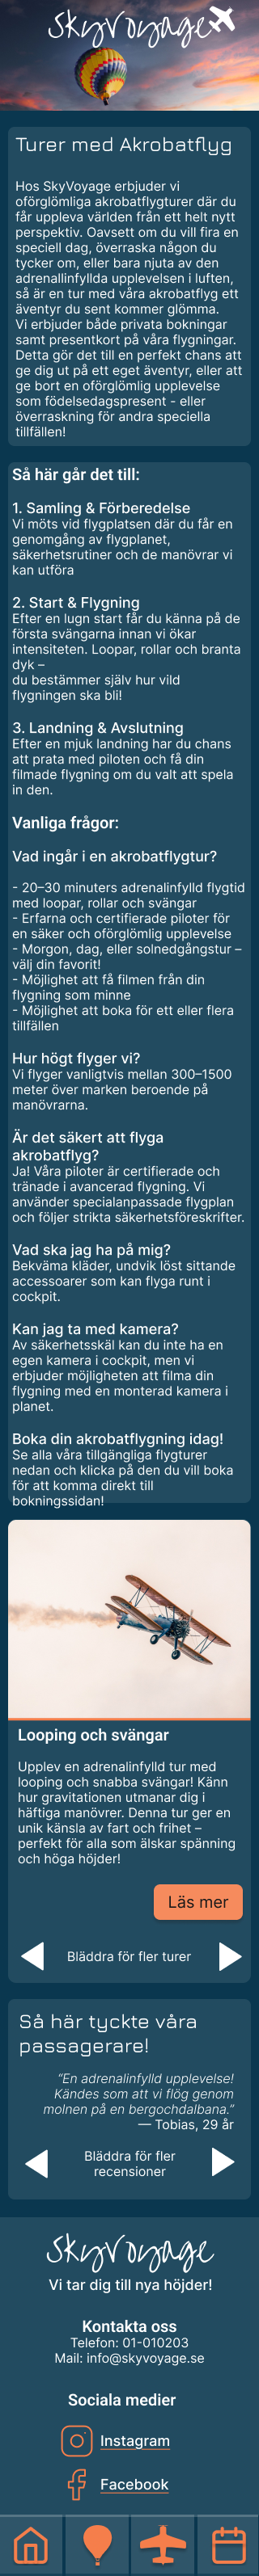 SkyVoyage
Turer med Akrobatflyg
Hos SkyVoyage erbjuder vi
oförglömliga akrobatflygturer där du
får uppleva världen från ett helt nytt
perspektiv. Oavsett om du vill fira en
speciell dag, överraska någon du
tycker om, eller bara njuta av den
adrenallinfyllda upplevelsen i luften,
så är en tur med våra akrobatflyg ett
äventyr du sent kommer glömma.
Vi erbjuder både privata bokningar
samt presentkort på våra flygningar.
Detta gör det till en perfekt chans att
ge dig ut på ett eget äventyr, eller att
ge bort en oförglömlig upplevelse
som födelsedagspresent - eller
överraskning för andra speciella
tillfällen!
Så här går det till:
1. Samling & Förberedelse
Vi möts vid flygplatsen där du får en
genomgång av flygplanet,
säkerhetsrutiner och de manövrar vi
kan utföra
2. Start & Flygning
Efter en lugn start får du känna på de
första svängarna innan vi ökar
intensiteten. Loopar, rollar och branta
dyk –
du bestämmer själv hur vild
flygningen ska bli!
3. Landning & Avslutning
Efter en mjuk landning har du chans
att prata med piloten och få din
filmade flygning om du valt att spela
in den.
Vanliga frågor:
Vad ingår i en akrobatflygtur?
- 20–30 minuters adrenalinfylld flygtid
med loopar, rollar och svängar
- Erfarna och certifierade piloter för
en säker och oförglömlig upplevelse
- Morgon, dag, eller solnedgångstur –
välj din favorit!
- Möjlighet att få filmen från din
flygning som minne
- Möjlighet att boka för ett eller flera
tillfällen
Hur högt flyger vi?
Vi flyger vanligtvis mellan 300–1500
meter över marken beroende på
manövrarna.
Är det säkert att flyga
akrobatflyg?
Ja! Våra piloter är certifierade och
tränade i avancerad flygning. Vi
använder specialanpassade flygplan
och följer strikta säkerhetsföreskrifter.
Vad ska jag ha på mig?
Bekväma kläder, undvik löst sittande
accessoarer som kan flyga runt i
cockpit.
Kan jag ta med kamera?
Av säkerhetsskäl kan du inte ha en
egen kamera i cockpit, men vi
erbjuder möjligheten att filma din
flygning med en monterad kamera i
planet.
Boka din akrobatflygning idag!
Se alla våra tillgängliga flygturer
nedan och klicka på den du vill boka
för att komma direkt till
bokningssidan!
Looping och svängar
Upplev en adrenalinfylld tur med
looping och snabba svängar! Känn
hur gravitationen utmanar dig i
häftiga manövrer. Denna tur ger en
unik känsla av fart och frihet –
perfekt för alla som älskar spänning
och höga höjder!
Läs mer
Bläddra för fler turer
Så här tyckte våra
passagerare!
“En adrenalinfylld upplevelse!
Kändes som att vi flög genom
molnen på en bergochdalbana.”
— Tobias, 29 år
Bläddra för fler
recensioner
SkyVoyage
Vi tar dig till nya höjder!
Kontakta oss
Telefon: 01-010203
Mail: info@skyvoyage.se
Sociala medier
Instagram
Facebook